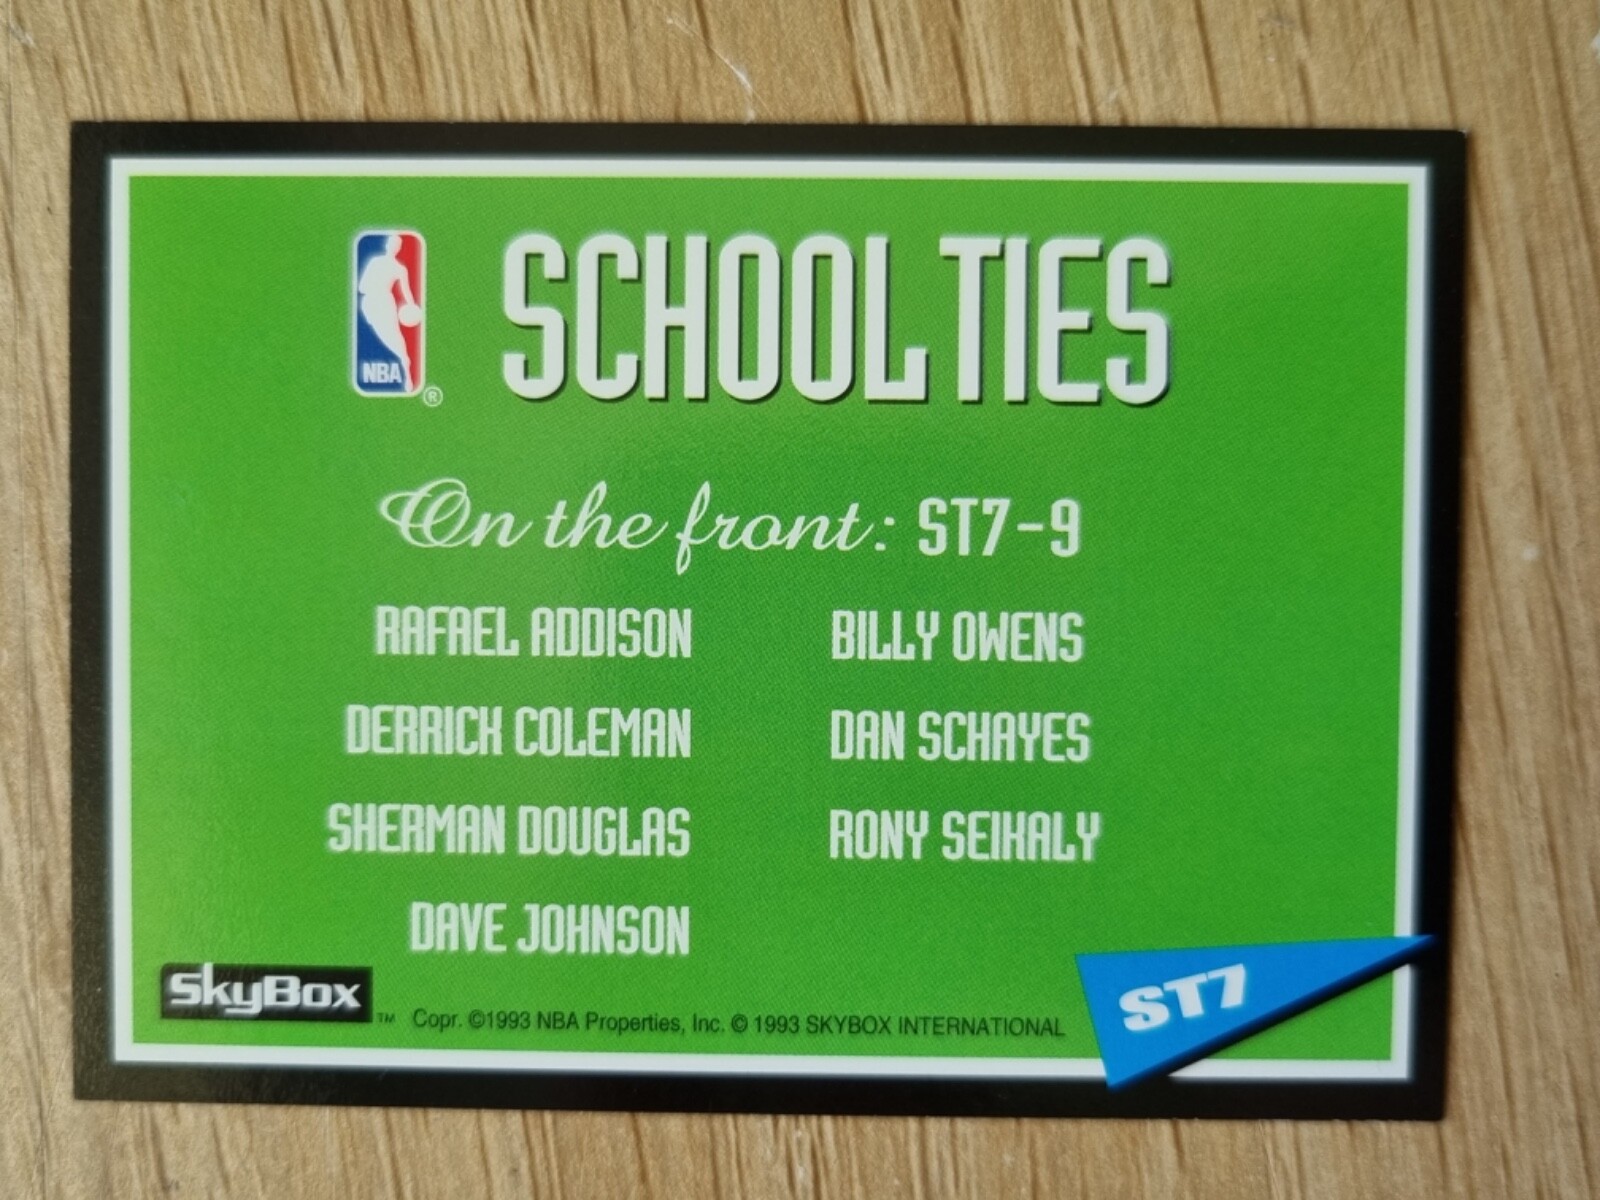 NBA
®
SCHOOL TIES
On the front: ST7-9
RAFAEL ADDISON
DERRICK COLEMAN
SHERMAN DOUGLAS
DAVE JOHNSON
BILLY OWENS
DAN SCHAYES
RONY SEIKALY
SkyBox
™ Copr. ©1993 NBA Properties, Inc. © 1993 SKYBOX INTERNATIONAL
ST7